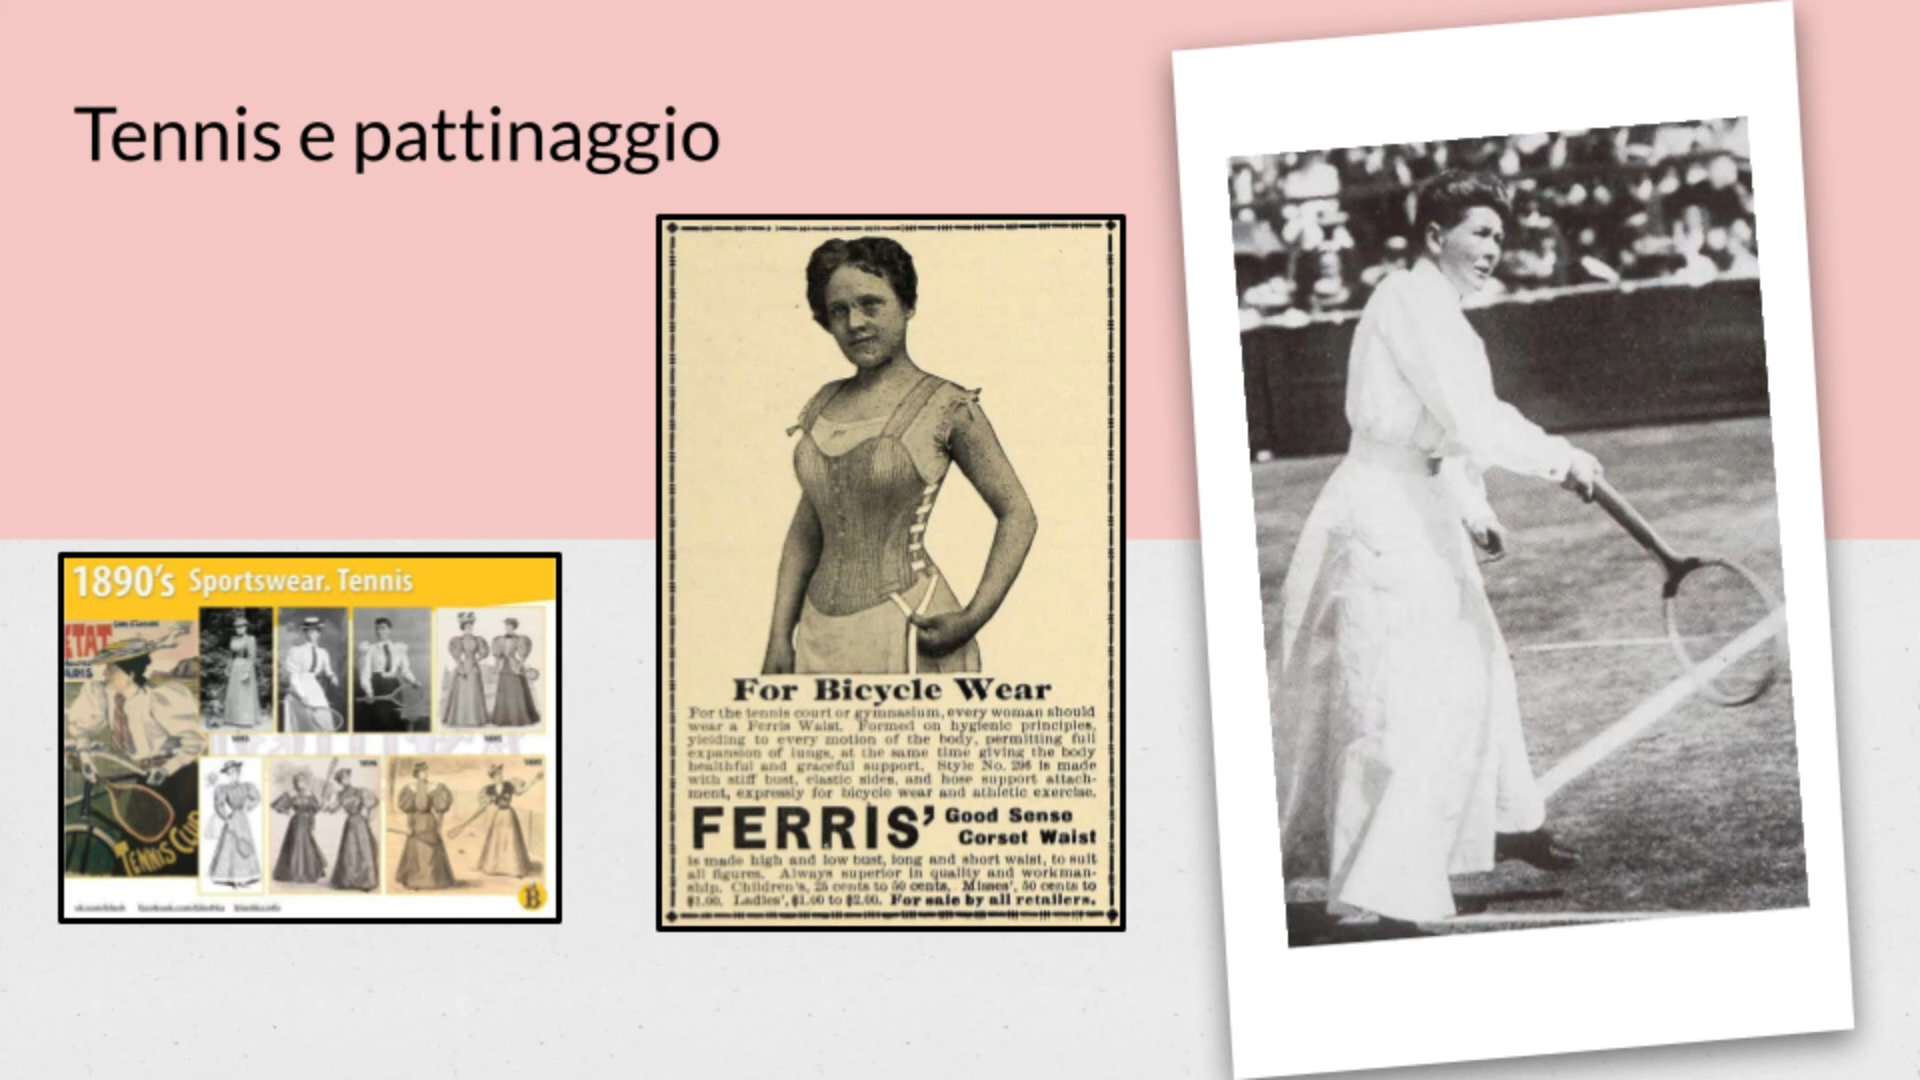 Tennis e pattinaggio
1890's Sportswear. Tennis
ETAT
TENNIS CLUB
For Bicycle Wear
For the tennis court or gymnasium, every woman should
wear a Ferris Waist. Formed on hygienic principles,
yielding to every motion of the body, permitting full
expansion of lungs, at the same time giving the body
healthful and graceful support. Style No. 296 is made
with stiff bust, elastic sides, and hose support attach-
ment, expressly for bicycle wear and athletic exercise.
FERRIS' Good Sense
Corset Waist
is made high and low bust, long and short waist, to suit
all figures. Always superior in quality and workman-
ship. Children's, 25 cents to 50 cents. Misses', 50 cents to
$1.00. Ladies', $1.00 to $2.00. For sale by all retailers.